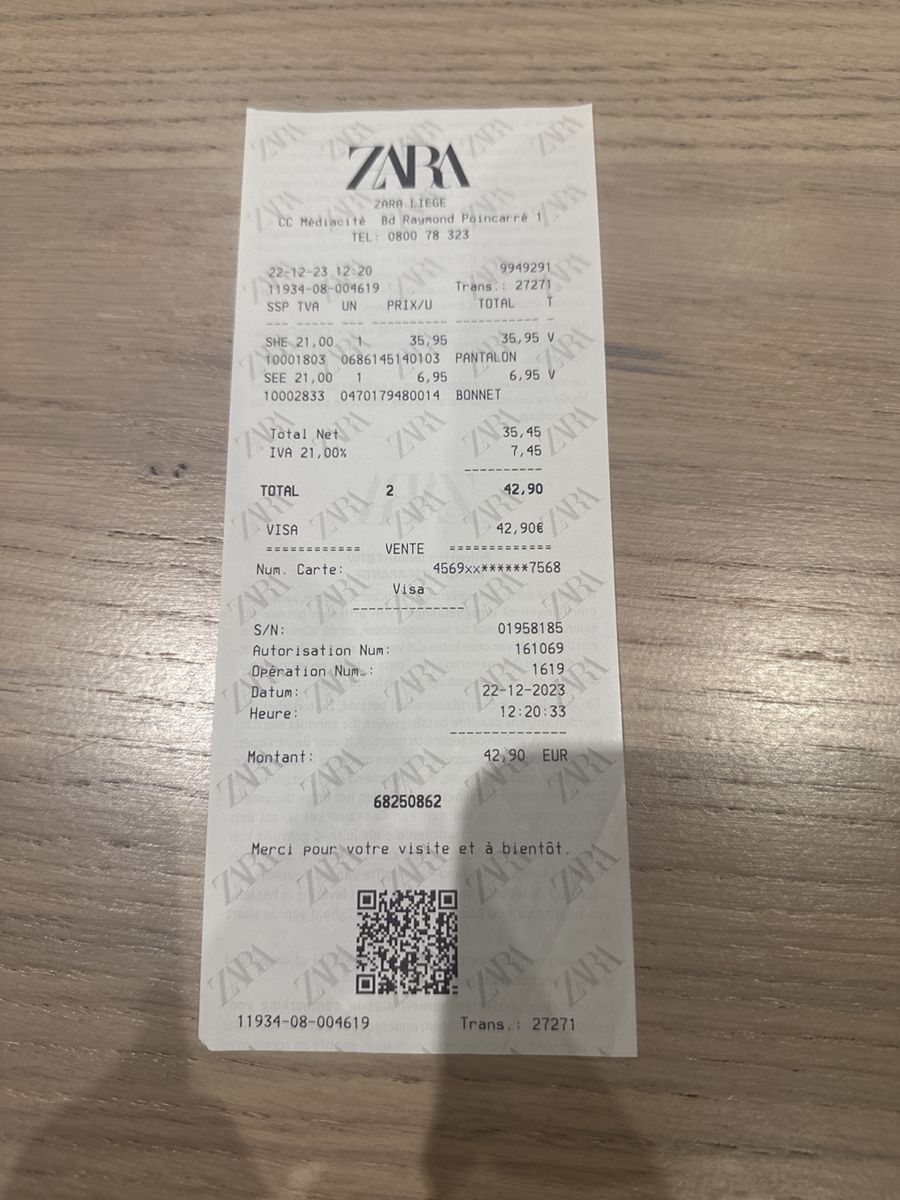 ZARA
ZARA LIEGE
CC Médiacité Bd Raymond Poincarré 1
TEL: 0800 78 323
22-12-23 12:20 9949291
11934-08-004619 Trans.: 27271
SSP TVA UN PRIX/U TOTAL T
--- ----- --- ---------- ----------- -
SHE 21,00 1 35,95 35,95 V
10001803 0686145140103 PANTALON
SEE 21,00 1 6,95 6,95 V
10002833 0470179480014 BONNET
Total Net 35,45
IVA 21,00% 7,45
----------
TOTAL 2 42,90
VISA 42,90€
============ VENTE =============
Num. Carte: 4569xx******7568
Visa
-------------
S/N: 01958185
Autorisation Num: 161069
Opération Num.: 1619
Datum: 22-12-2023
Heure: 12:20:33
-------------
Montant: 42,90 EUR
68250862
Merci pour votre visite et à bientôt.
11934-08-004619 Trans.: 27271